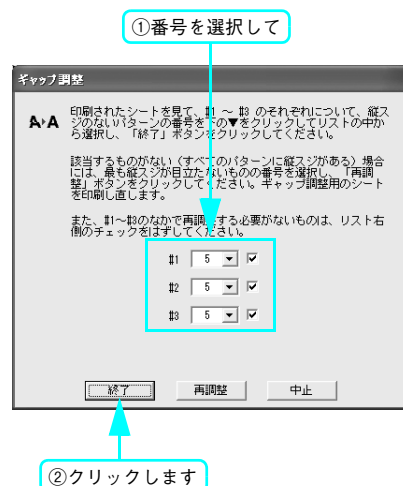 ①番号を選択して
ギャップ調整
印刷されたシートを見て、#1 ～ #3 のそれぞれについて、縦ス
ジのないパターンの番号を下の▼をクリックしてリストの中か
ら選択し、「終了」ボタンをクリックしてください。
該当するものがない（すべてのパターンに縦スジがある）場合
には、最も縦スジが目立たないものの番号を選択し、「再調
整」ボタンをクリックしてください。ギャップ調整用のシート
を印刷し直します。
また、#1～#3のなかで再調整する必要がないものは、リスト右
側のチェックをはずしてください。
#1 5
#2 5
#3 5
終了 再調整 中止
②クリックします